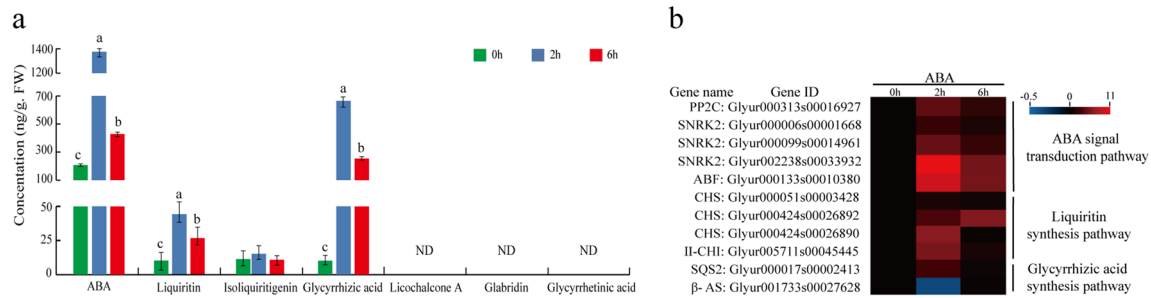 a
b
Concentration (ng/g, FW)
1400
1200
700
500
300
100
50
25
0
0h 2h 6h
c a b
c a b
c a b
ND ND ND
ABA Liquiritin Isoliquiritigenin Glycyrrhizic acid Licochalcone A Glabridin Glycyrrhetinic acid
ABA
Gene name Gene ID 0h 2h 6h
-0.5 0 11
PP2C: Glyur000313s00016927
SNRK2: Glyur000006s00001668
SNRK2: Glyur000099s00014961
SNRK2: Glyur002238s00033932
ABF: Glyur000133s00010380
CHS: Glyur000051s00003428
CHS: Glyur000424s00026892
CHS: Glyur000424s00026890
II-CHI: Glyur005711s00045445
SQS2: Glyur000017s00002413
β- AS: Glyur001733s00027628
ABA signal
transduction pathway
Liquiritin
synthesis pathway
Glycyrrhizic acid
synthesis pathway